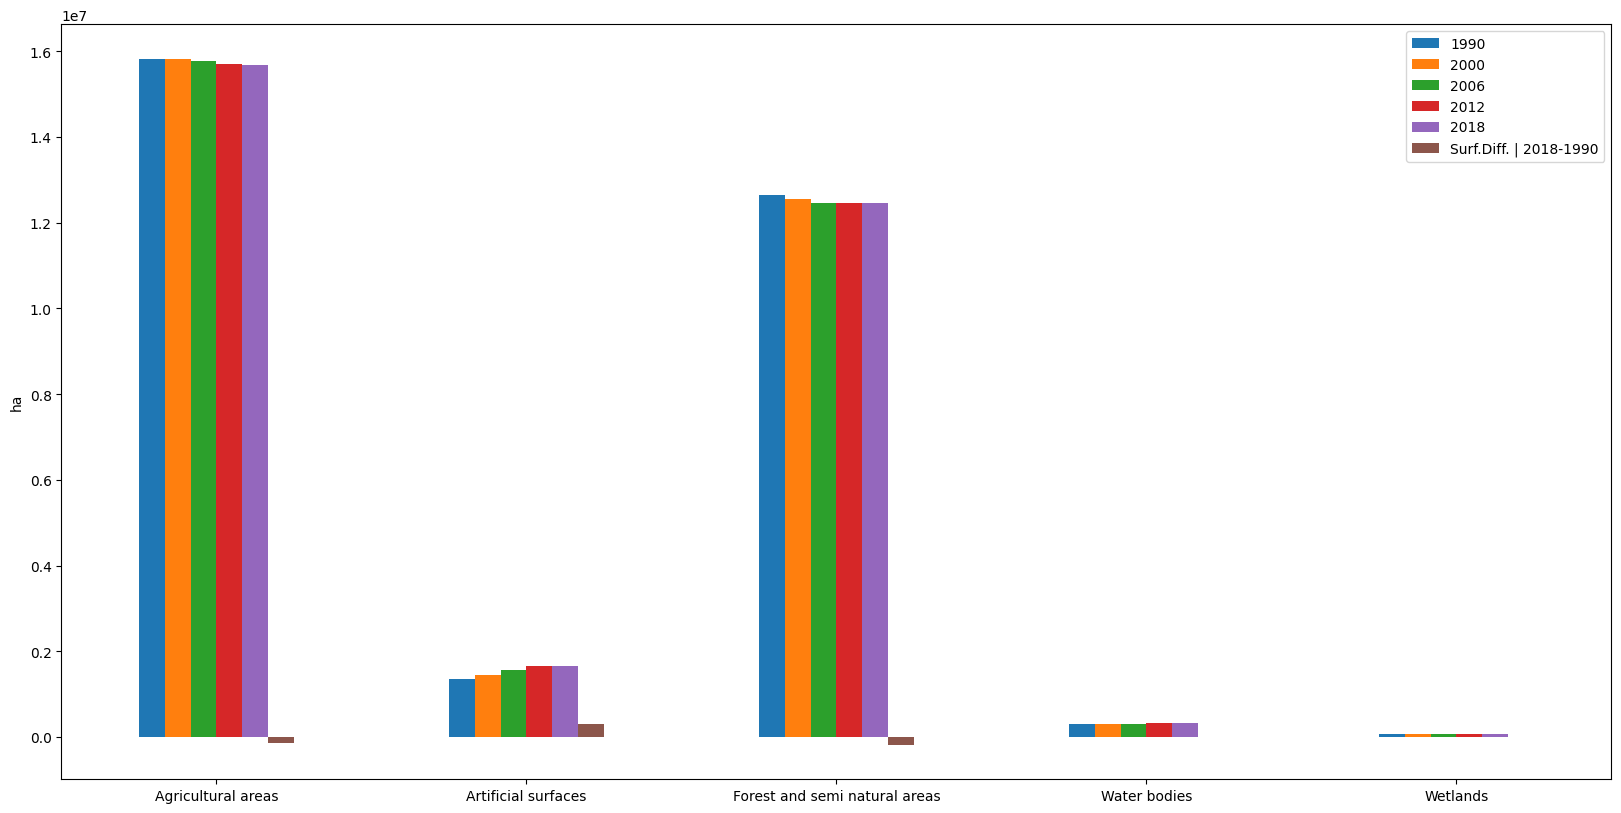 1e7
1.6
1.4
1.2
1.0
0.8
0.6
0.4
0.2
0.0
ha
1990
2000
2006
2012
2018
Surf.Diff. | 2018-1990
Agricultural areas
Artificial surfaces
Forest and semi natural areas
Water bodies
Wetlands